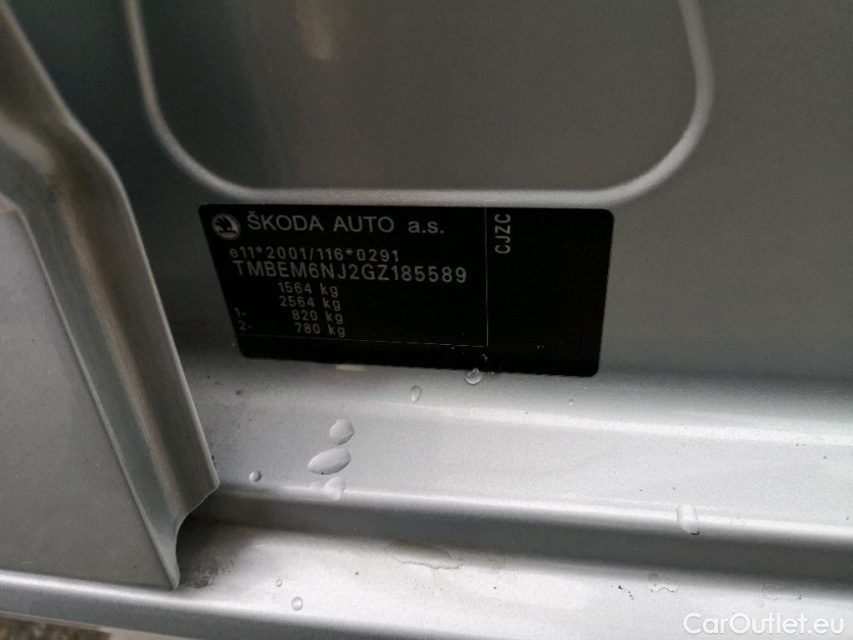 ŠKODA AUTO a.s.
CJZC
e11*2001/116*0291
TMBEM6NJ2GZ185589
1564 kg
2564 kg
1- 820 kg
2- 780 kg
CarOutlet.eu